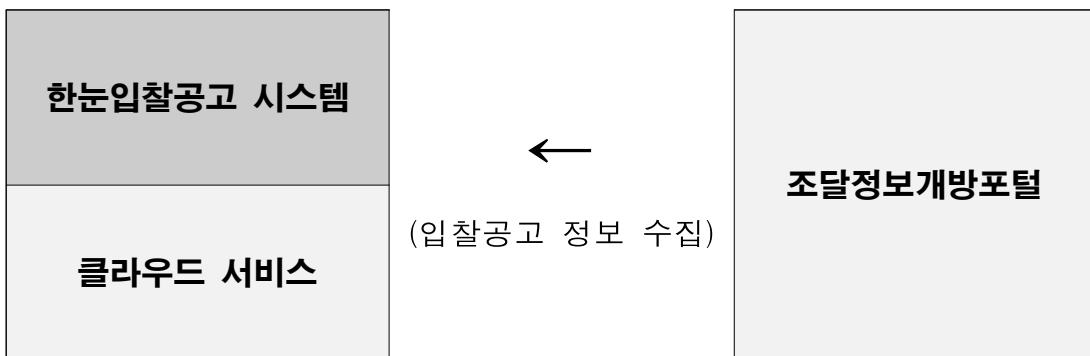 한눈입찰공고 시스템
클라우드 서비스
←
(입찰공고 정보 수집)
조달정보개방포털